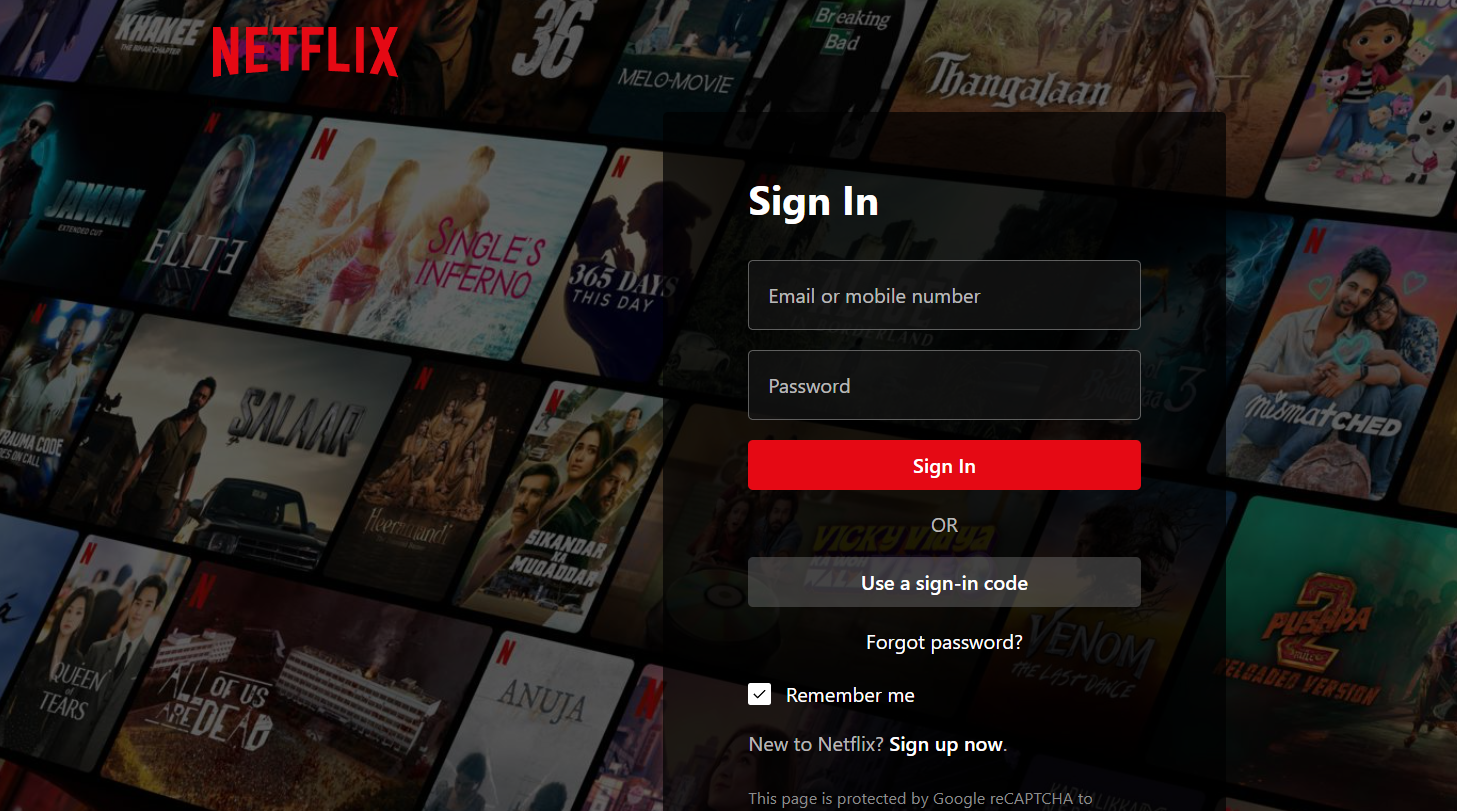 KHAKEE
THE BIHAR CHAPTER
NETFLIX
36
MELO-MOVIE
Breaking
Bad
Thangalaan
JAWAN
EXTENDED CUT
ELITE
SINGLE'S
INFERNO
365 DAYS
THIS DAY
Sign In
Email or mobile number
Password
Sign In
OR
Use a sign-in code
Forgot password?
Remember me
New to Netflix? Sign up now.
This page is protected by Google reCAPTCHA to
mismatched
TRAUMA CODE
SALAAR
Heeramandi
SIKANDAR
KA
MUQADDAR
VICKY VIDYA
KA WOH
3
VENOM
THE LAST DANCE
PUSHPA
2
RELOADED VERSION
QUEEN
of
TEARS
ALL OF US
ARE DEAD
ANUJA